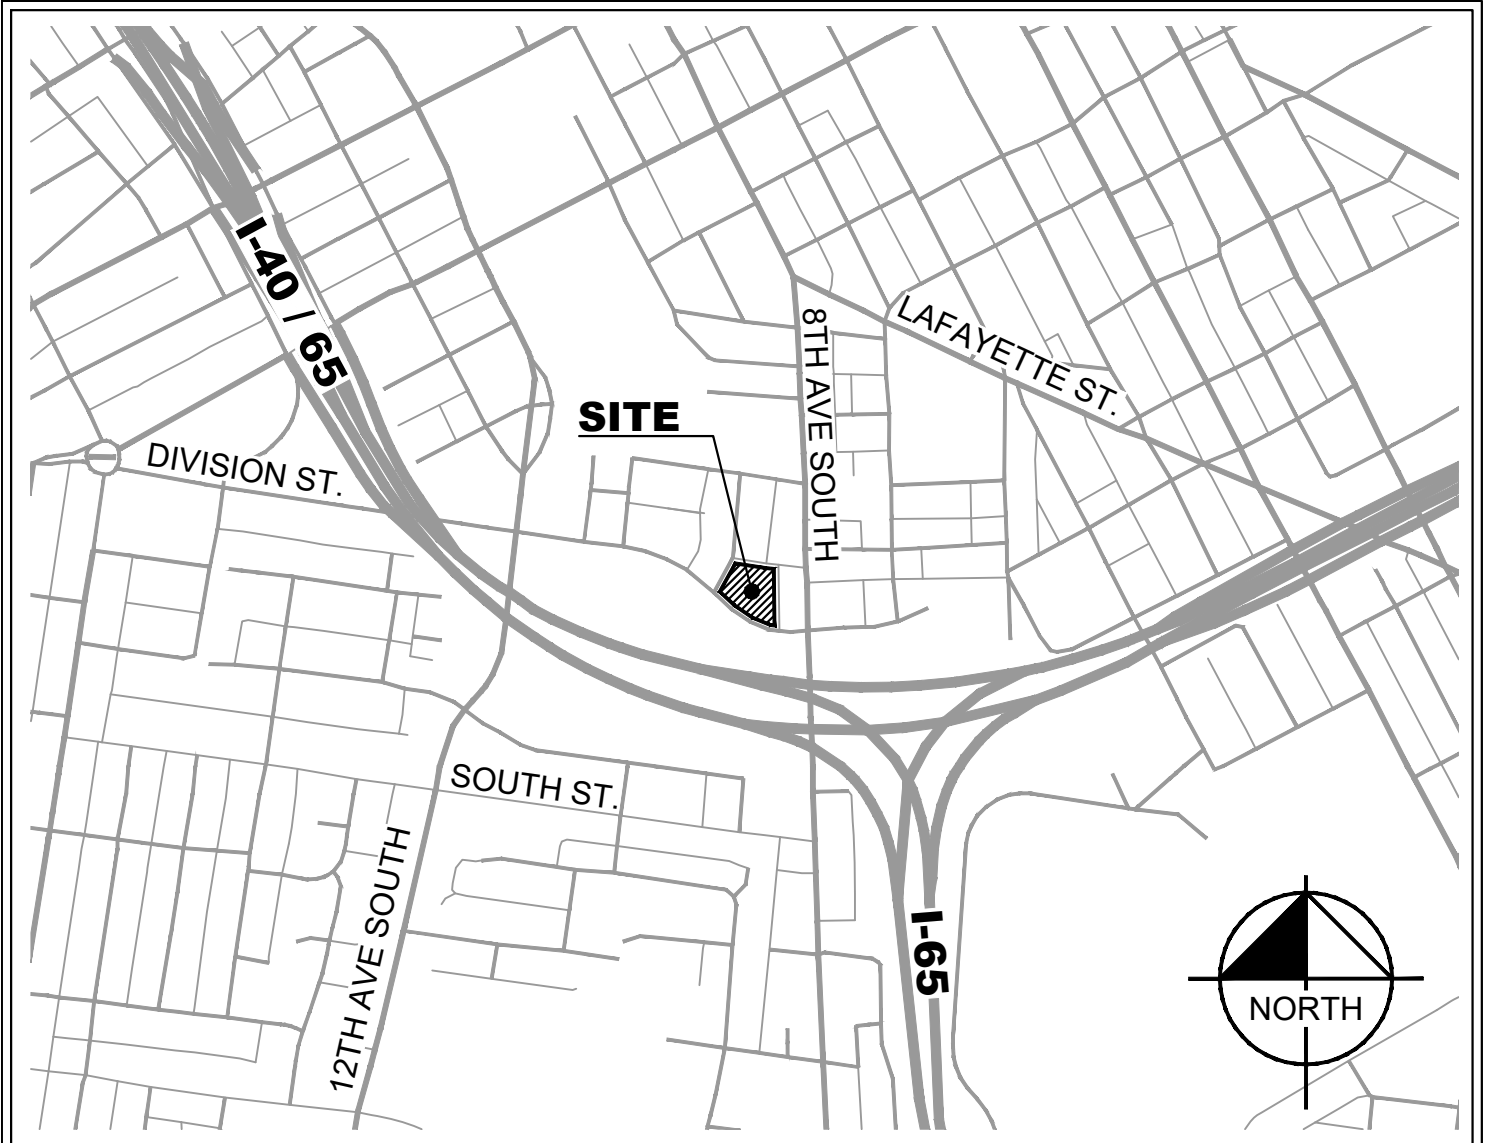 I-40 / 65
LAFAYETTE ST.
8TH AVE SOUTH
SITE
DIVISION ST.
SOUTH ST.
12TH AVE SOUTH
I-65
NORTH